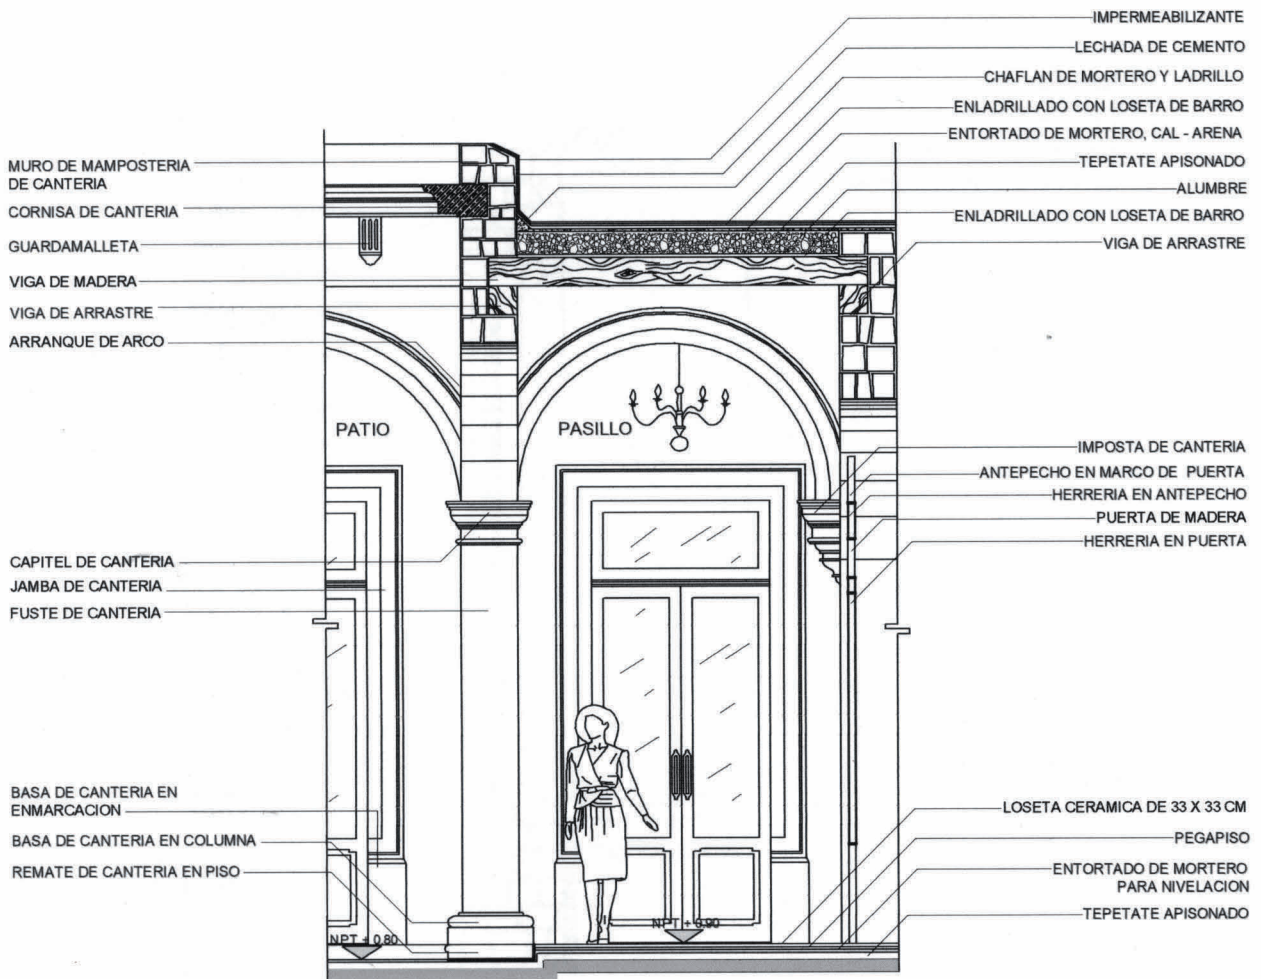 IMPERMEABILIZANTE
LECHADA DE CEMENTO
CHAFLAN DE MORTERO Y LADRILLO
ENLADRILLADO CON LOSETA DE BARRO
ENTORTADO DE MORTERO, CAL - ARENA
TEPETATE APISONADO
ALUMBRE
ENLADRILLADO CON LOSETA DE BARRO
VIGA DE ARRASTRE
MURO DE MAMPOSTERIA
DE CANTERIA
CORNISA DE CANTERIA
GUARDAMALLETA
VIGA DE MADERA
VIGA DE ARRASTRE
ARRANQUE DE ARCO
PATIO
PASILLO
IMPOSTA DE CANTERIA
ANTEPECHO EN MARCO DE PUERTA
HERRERIA EN ANTEPECHO
PUERTA DE MADERA
HERRERIA EN PUERTA
CAPITEL DE CANTERIA
JAMBA DE CANTERIA
FUSTE DE CANTERIA
BASA DE CANTERIA EN
ENMARCACION
BASA DE CANTERIA EN COLUMNA
REMATE DE CANTERIA EN PISO
NPT + 0.80
NPT + 0.90
LOSETA CERAMICA DE 33 X 33 CM
PEGAPISO
ENTORTADO DE MORTERO
PARA NIVELACION
TEPETATE APISONADO